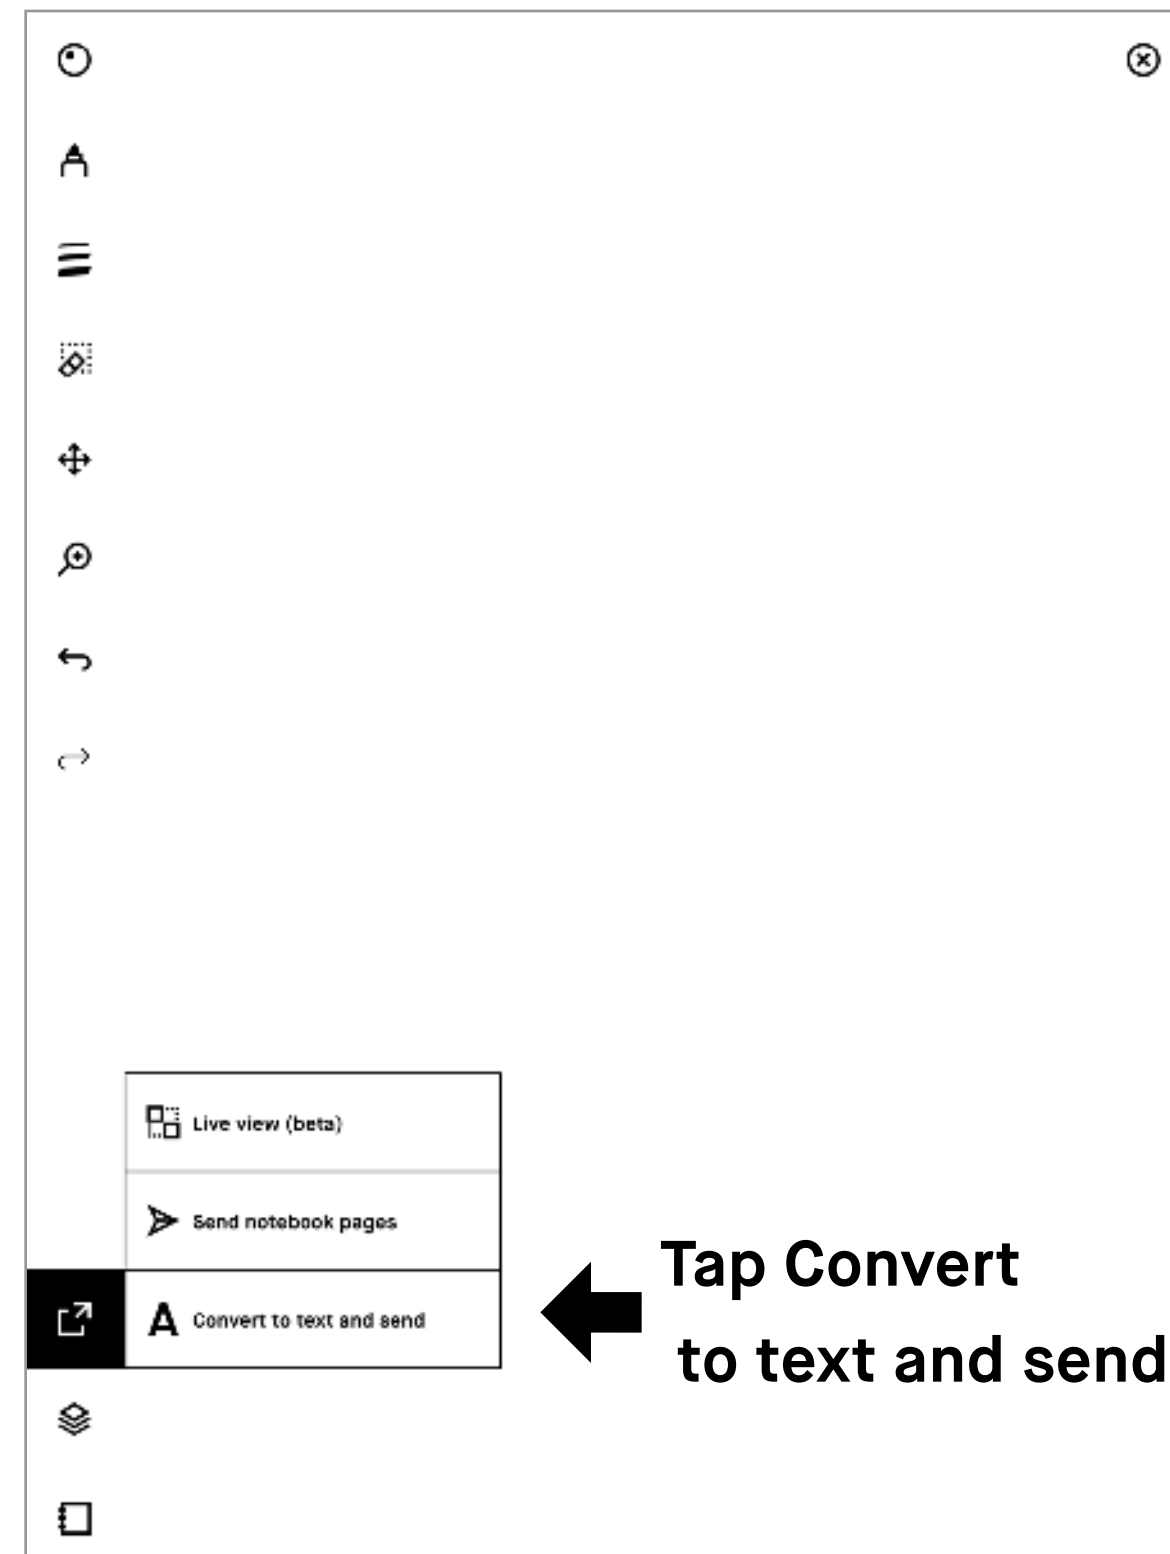 Live view (beta)
Send notebook pages
A Convert to text and send
Tap Convert
to text and send